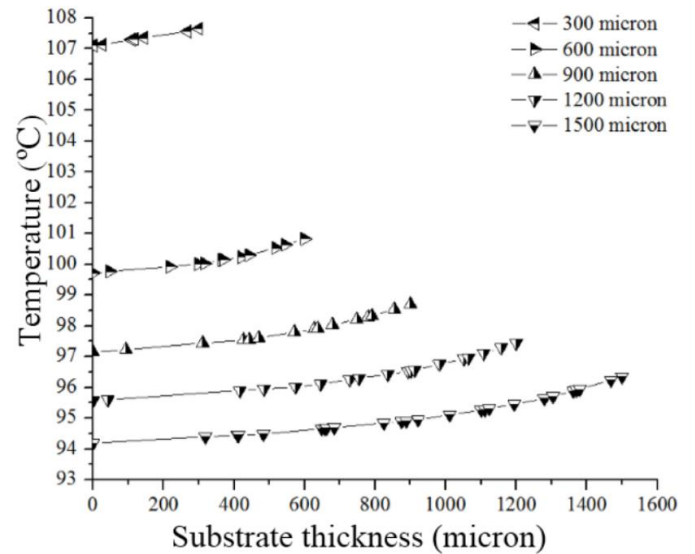 108
107
106
105
104
103
102
101
100
99
98
97
96
95
94
93
Temperature (°C)
300 micron
600 micron
900 micron
1200 micron
1500 micron
0 200 400 600 800 1000 1200 1400 1600
Substrate thickness (micron)